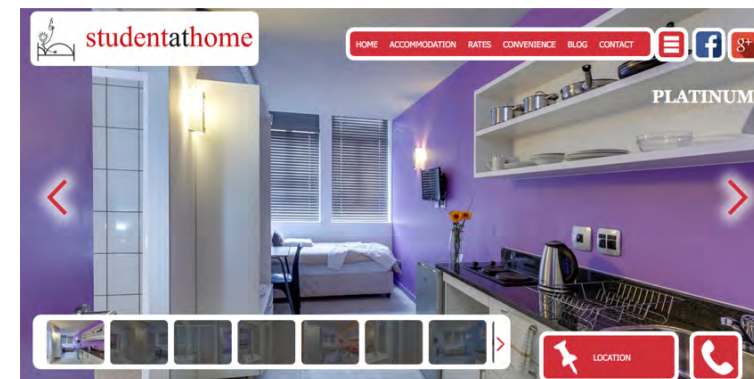 studentathome
HOME ACCOMMODATION RATES CONVENIENCE BLOG CONTACT
f
g+
PLATINUM
LOCATION